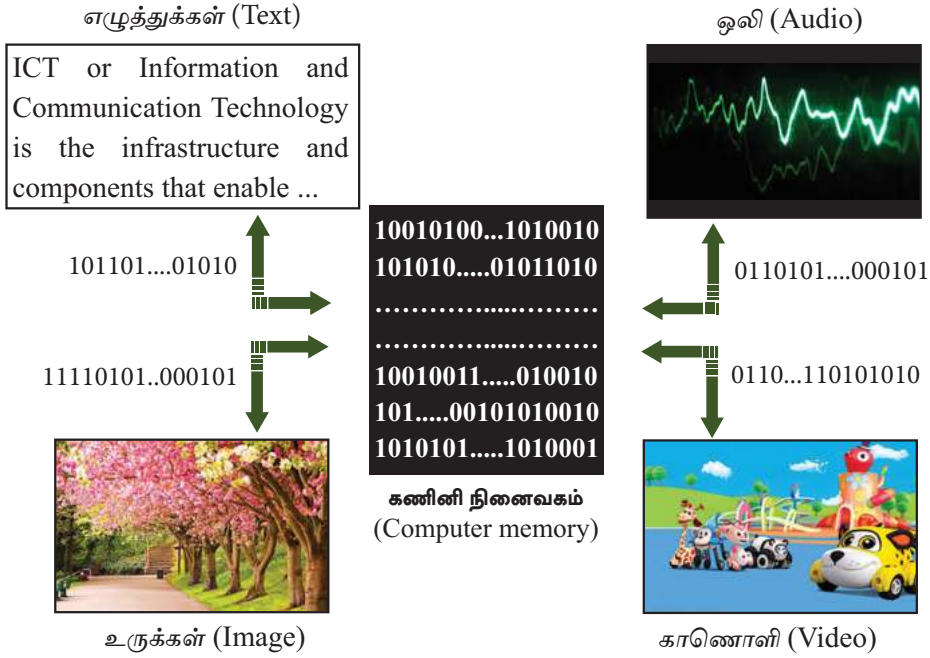 எழுத்துக்கள் (Text)
ICT or Information and
Communication Technology
is the infrastructure and
components that enable ...
101101....01010
11110101..000101
உருக்கள் (Image)
10010100...1010010
101010.....01011010
………….....………
………….....………
10010011.....010010
101.....00101010010
1010101.....1010001
கணினி நினைவகம்
(Computer memory)
ஒலி (Audio)
0110101....000101
0110...110101010
காணொளி (Video)